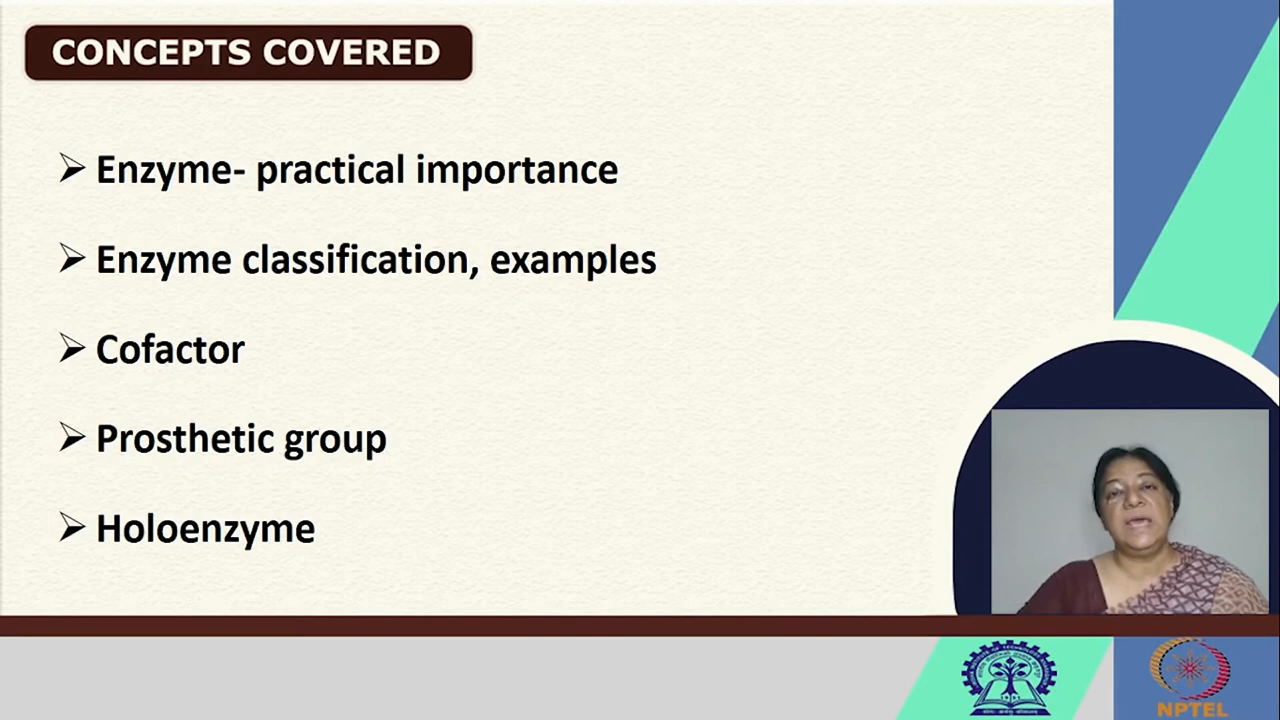 CONCEPTS COVERED
➢ Enzyme- practical importance
➢ Enzyme classification, examples
➢ Cofactor
➢ Prosthetic group
➢ Holoenzyme
NPTEL